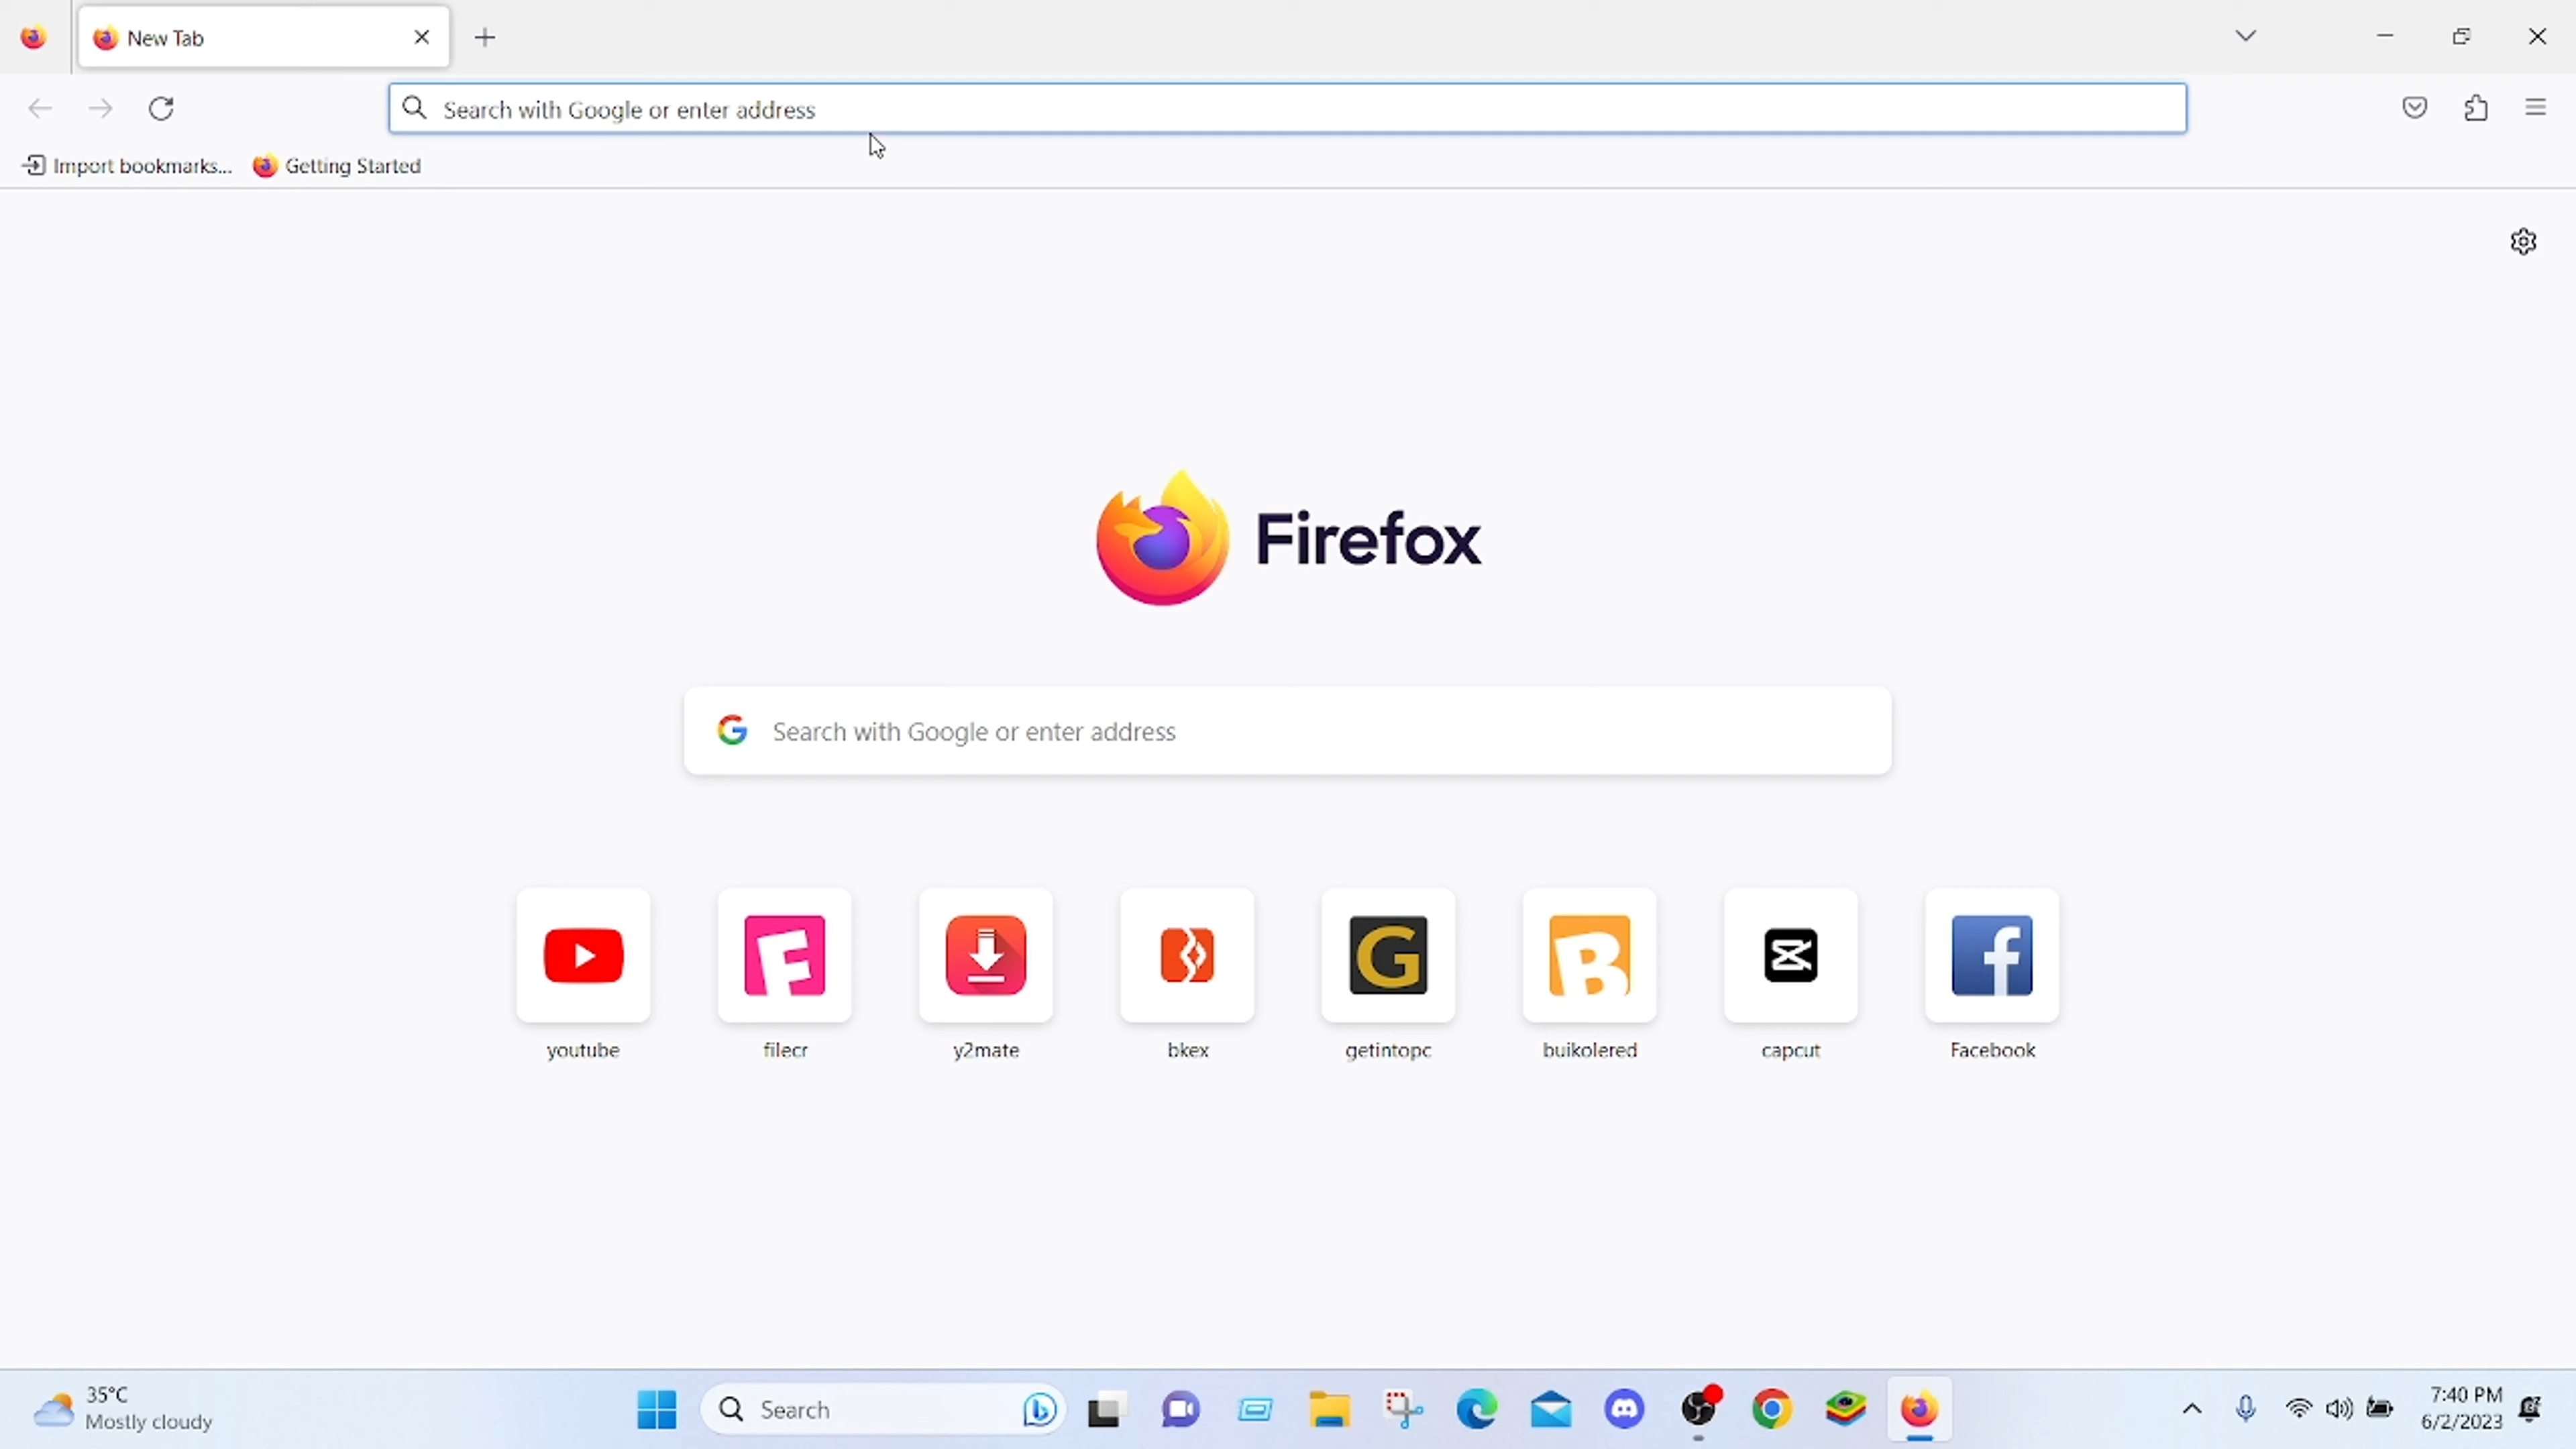 New Tab
Search with Google or enter address
Import bookmarks...
Getting Started
Firefox
Search with Google or enter address
youtube
filecr
y2mate
bkex
getintopc
buikolered
capcut
Facebook
35°C
Mostly cloudy
Search
7:40 PM
6/2/2023